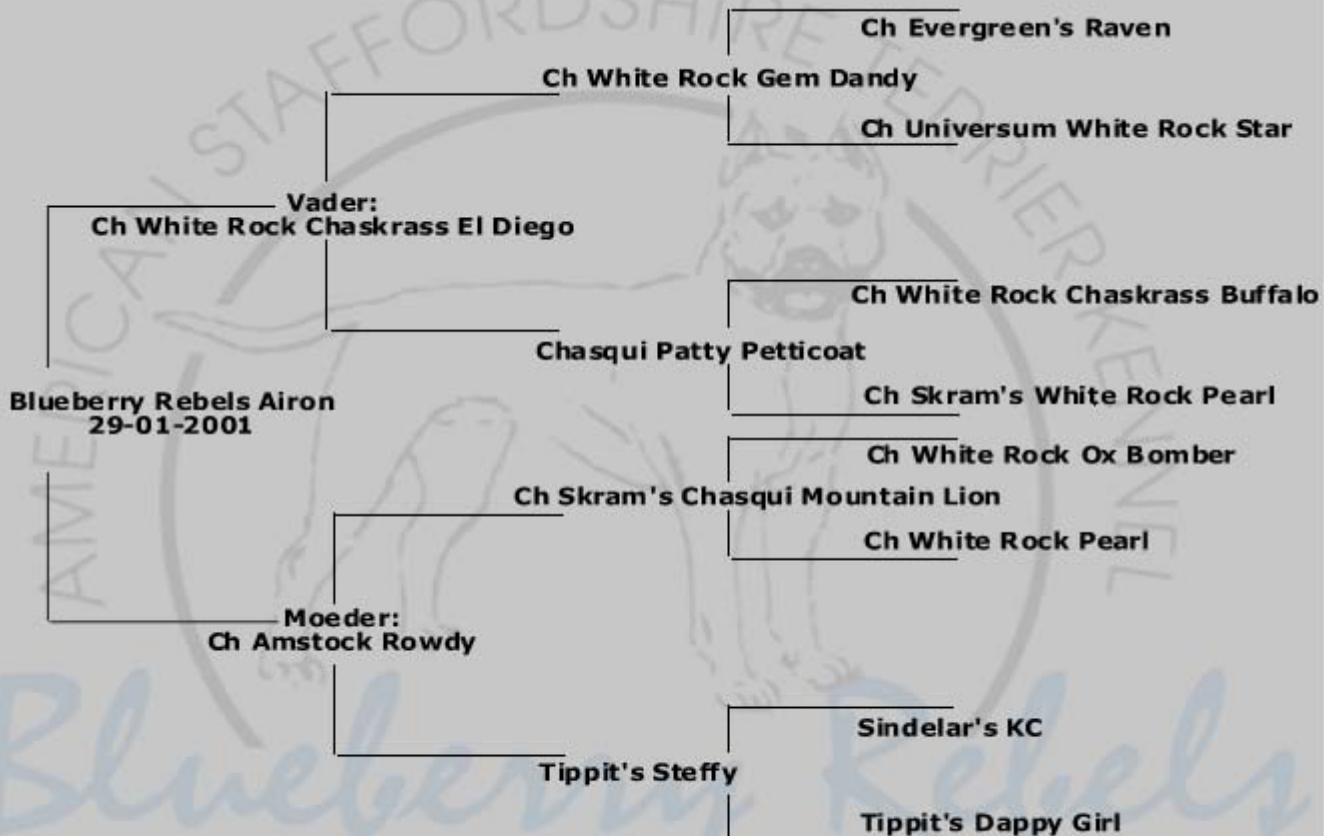 AMERICAN STAFFORDSHIRE TERRIER KENNEL
Ch Evergreen's Raven
Ch White Rock Gem Dandy
Ch Universum White Rock Star
Vader:
Ch White Rock Chaskrass El Diego
Ch White Rock Chaskrass Buffalo
Chasqui Patty Petticoat
Ch Skram's White Rock Pearl
Blueberry Rebels Airon
29-01-2001
Ch White Rock Ox Bomber
Ch Skram's Chasqui Mountain Lion
Ch White Rock Pearl
Moeder:
Ch Amstock Rowdy
Sindelar's KC
Tippit's Steffy
Tippit's Dappy Girl
Blueberry Rebels